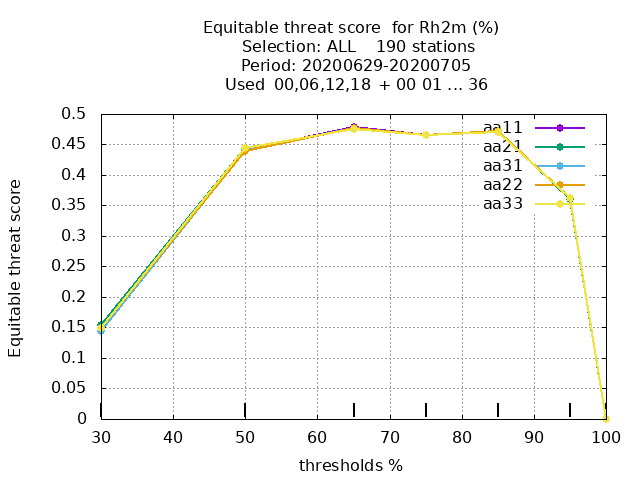 Equitable threat score  for Rh2m (%)
Selection: ALL    190 stations
Period: 20200629-20200705
Used  00,06,12,18 + 00 01 ... 36
0.5
0.45
0.4
0.35
0.3
0.25
0.2
0.15
0.1
0.05
0
Equitable threat score
aa11
aa21
aa31
aa22
aa33
30 40 50 60 70 80 90 100
thresholds %